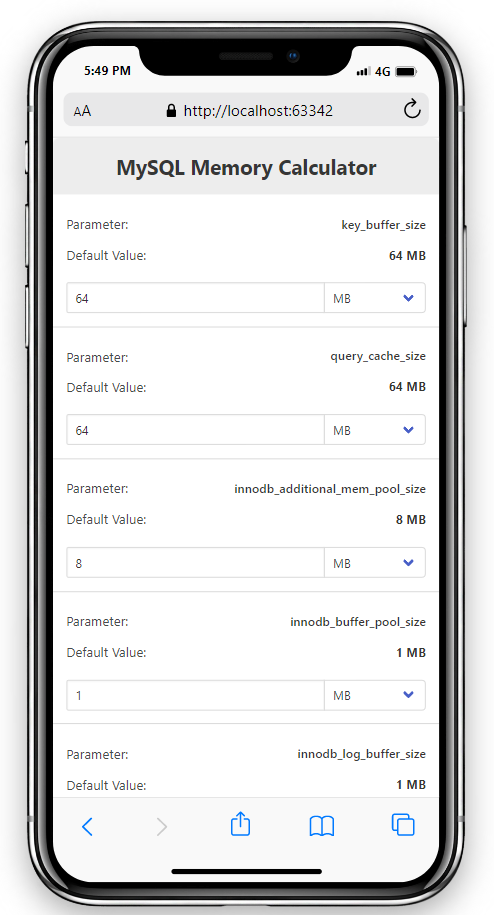 5:49 PM 4G
AA http://localhost:63342
MySQL Memory Calculator
Parameter: key_buffer_size
Default Value: 64 MB
64 MB
Parameter: query_cache_size
Default Value: 64 MB
64 MB
Parameter: innodb_additional_mem_pool_size
Default Value: 8 MB
8 MB
Parameter: innodb_buffer_pool_size
Default Value: 1 MB
1 MB
Parameter: innodb_log_buffer_size
Default Value: 1 MB